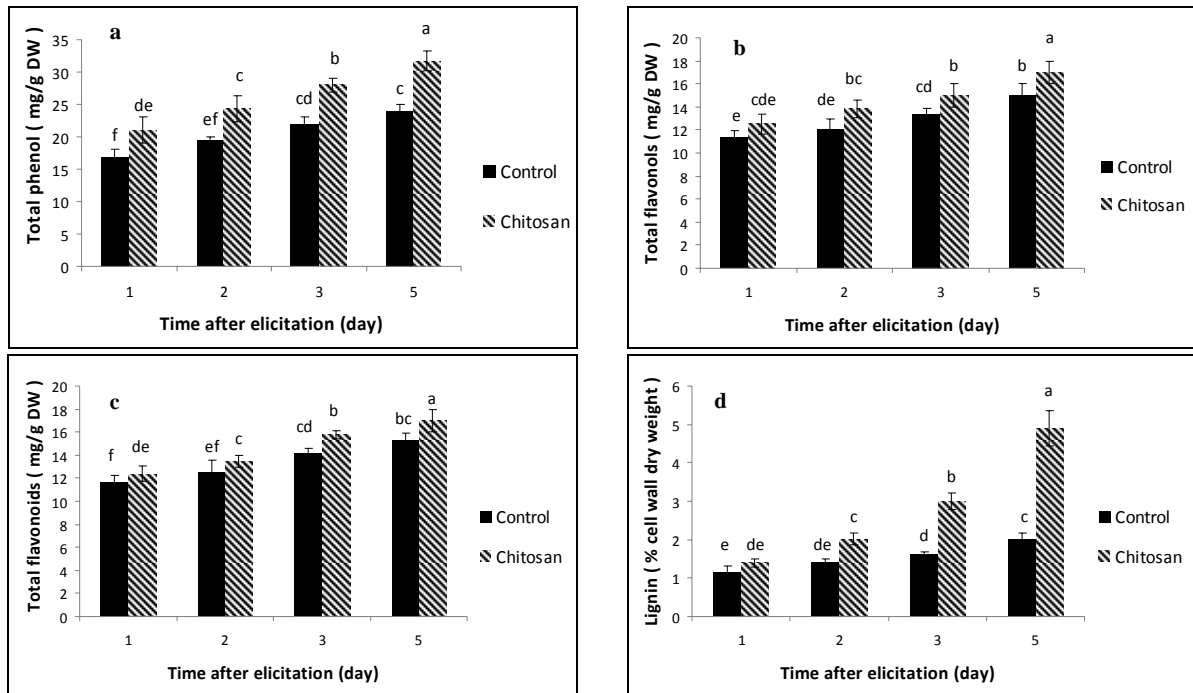 a
Total phenol ( mg/g DW )
35
30
25
20
15
10
5
0
f
de
ef
c
cd
b
c
a
1
2
3
5
Time after elicitation (day)
Control
Chitosan
b
Total flavonols ( mg/g DW )
20
18
16
14
12
10
8
6
4
2
0
e
cde
de
bc
cd
b
b
a
1
2
3
5
Time after elicitation (day)
Control
Chitosan
c
Total flavonoids ( mg/g DW )
20
18
16
14
12
10
8
6
4
2
0
f
de
ef
c
cd
b
bc
a
1
2
3
5
Time after elicitation (day)
Control
Chitosan
d
Lignin ( % cell wall dry weight )
6
5
4
3
2
1
0
e
de
de
c
d
b
c
a
1
2
3
5
Time after elicitation (day)
Control
Chitosan